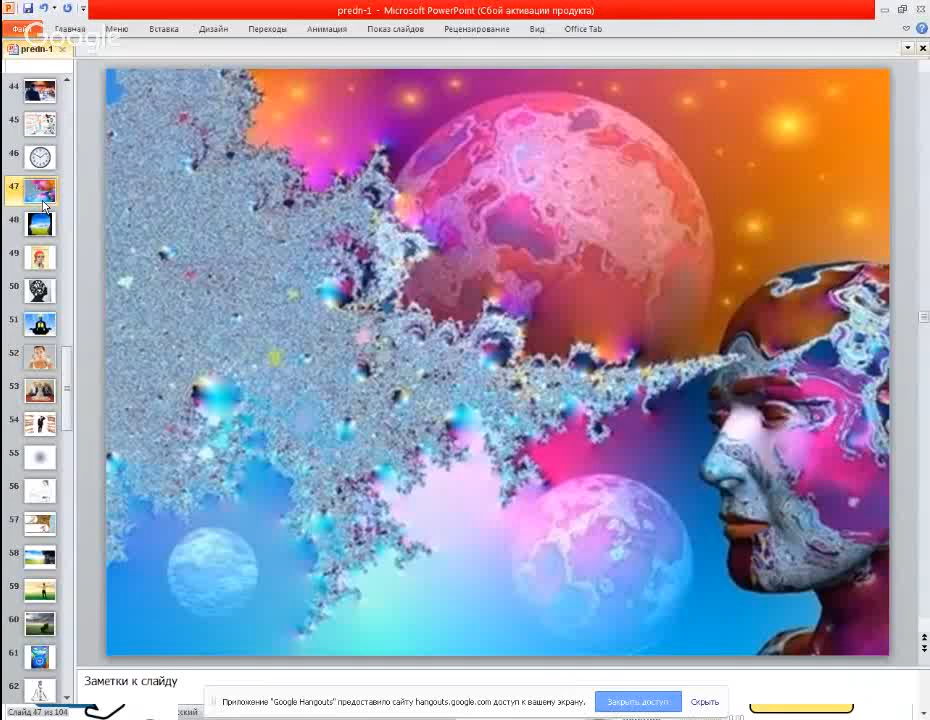 predn-1 - Microsoft PowerPoint (Сбой активации продукта)
Файл Главная Меню Вставка Дизайн Переходы Анимация Показ слайдов Рецензирование Вид Office Tab
Google
predn-1
44
45
46
47
48
49
50
51
52
53
54
55
56
57
58
59
60
61
62
Заметки к слайду
Приложение "Google Hangouts" предоставило сайту hangouts.google.com доступ к вашему экрану.
Закрыть доступ
Скрыть
Слайд 47 из 104